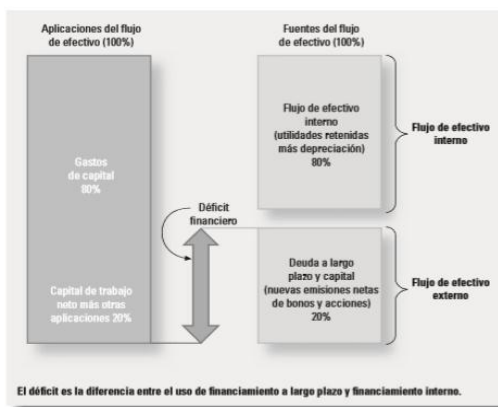 Aplicaciones del flujo
de efectivo (100%)
Fuentes del flujo
de efectivo (100%)
Gastos
de capital
80%
Capital de trabajo
neto más otras
aplicaciones 20%
Déficit
financiero
Flujo de efectivo
interno
(utilidades retenidas
más depreciación)
80%
Flujo de efectivo
interno
Deuda a largo
plazo y capital
(nuevas emisiones netas
de bonos y acciones)
20%
Flujo de efectivo
externo
El déficit es la diferencia entre el uso de financiamiento a largo plazo y financiamiento interno.